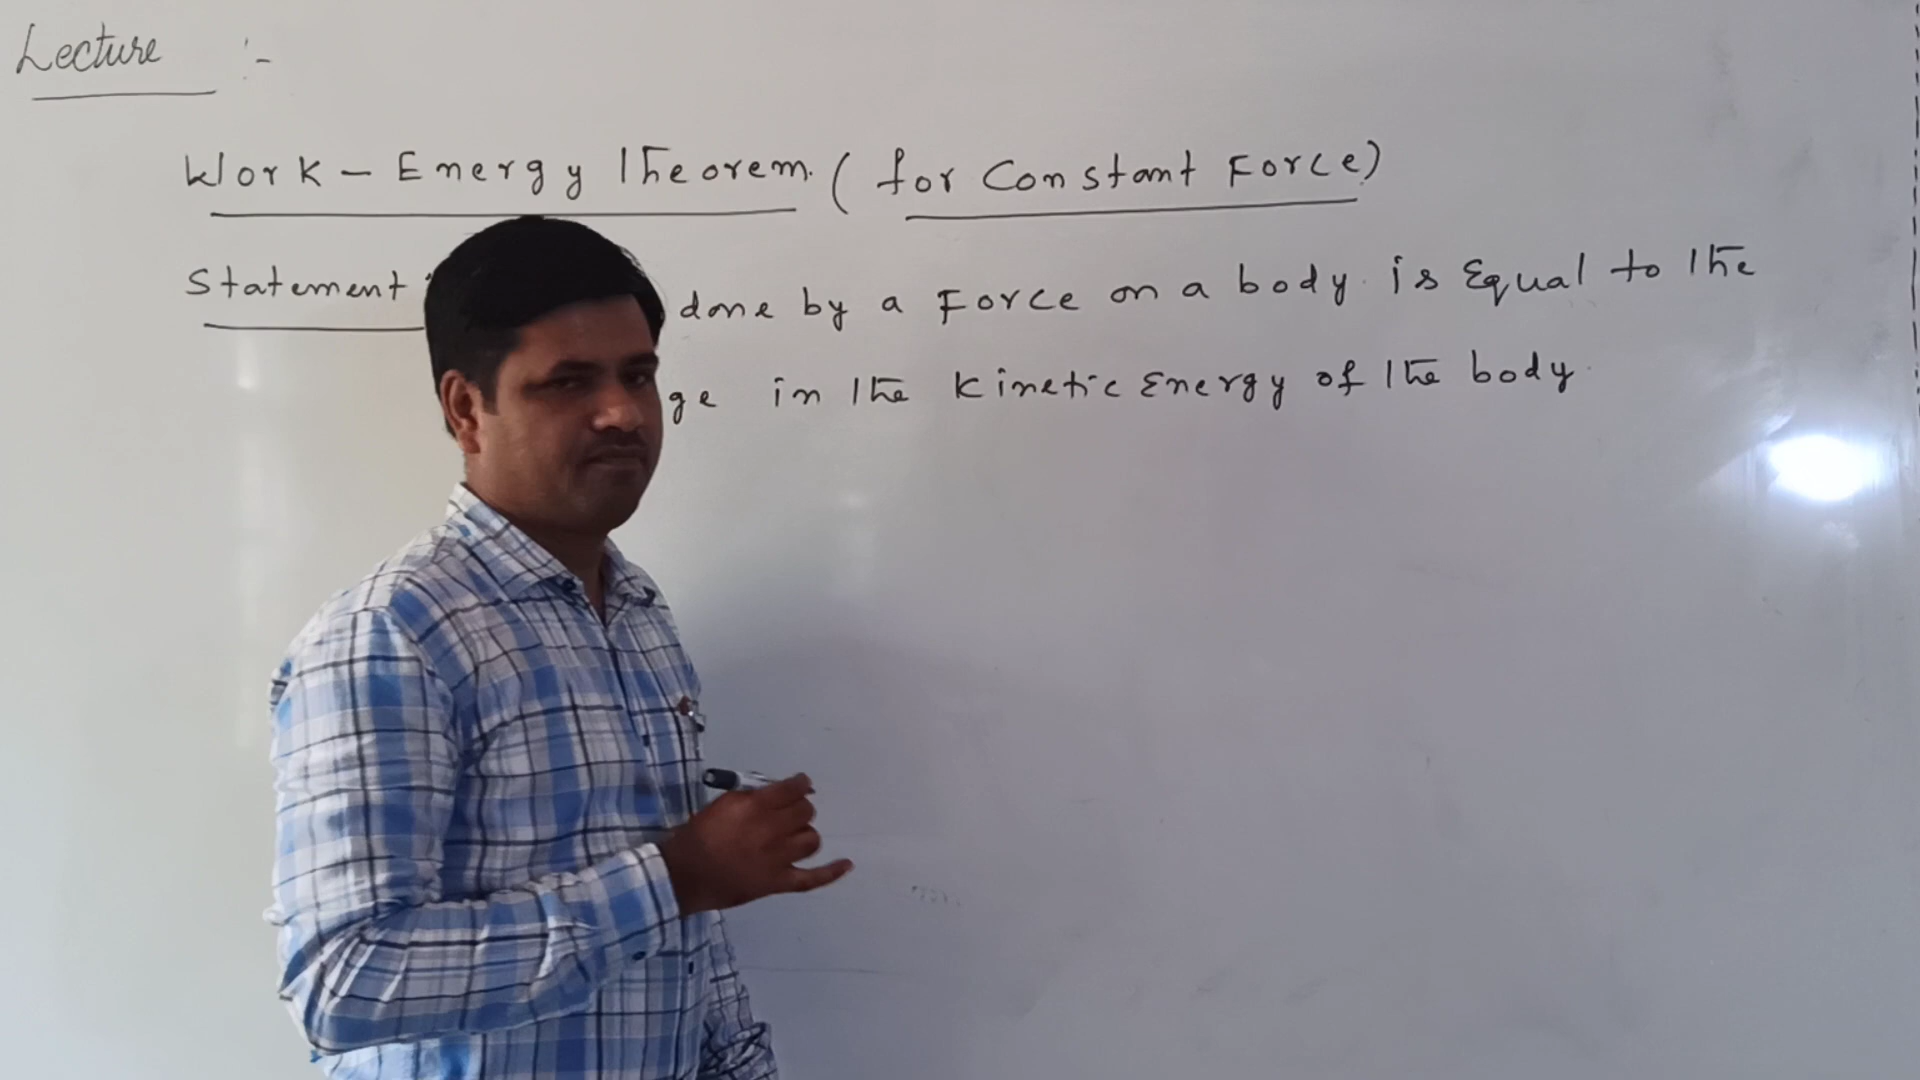 Lecture :-
Work - Energy Theorem. (for Constant Force)
Statement done by a Force on a body is Equal to the
ge in the Kinetic Energy of the body.